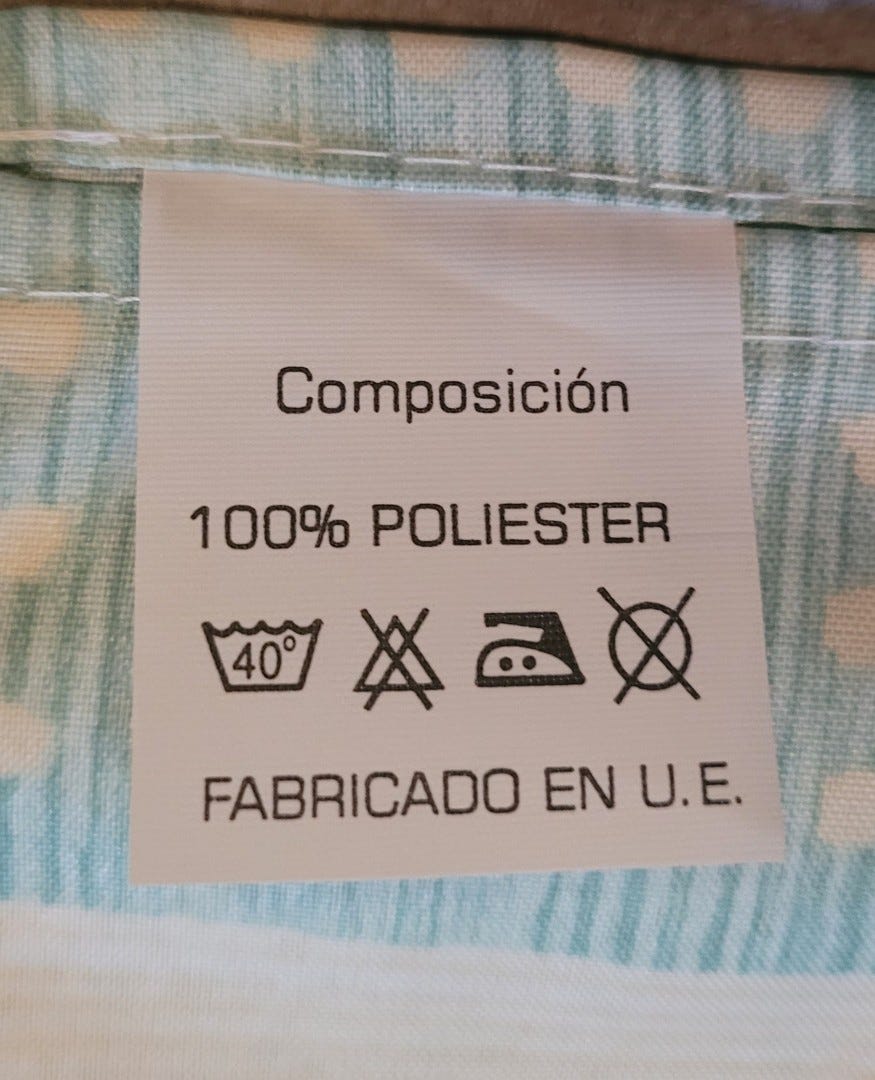 Composición
100% POLIESTER
40°
FABRICADO EN U.E.